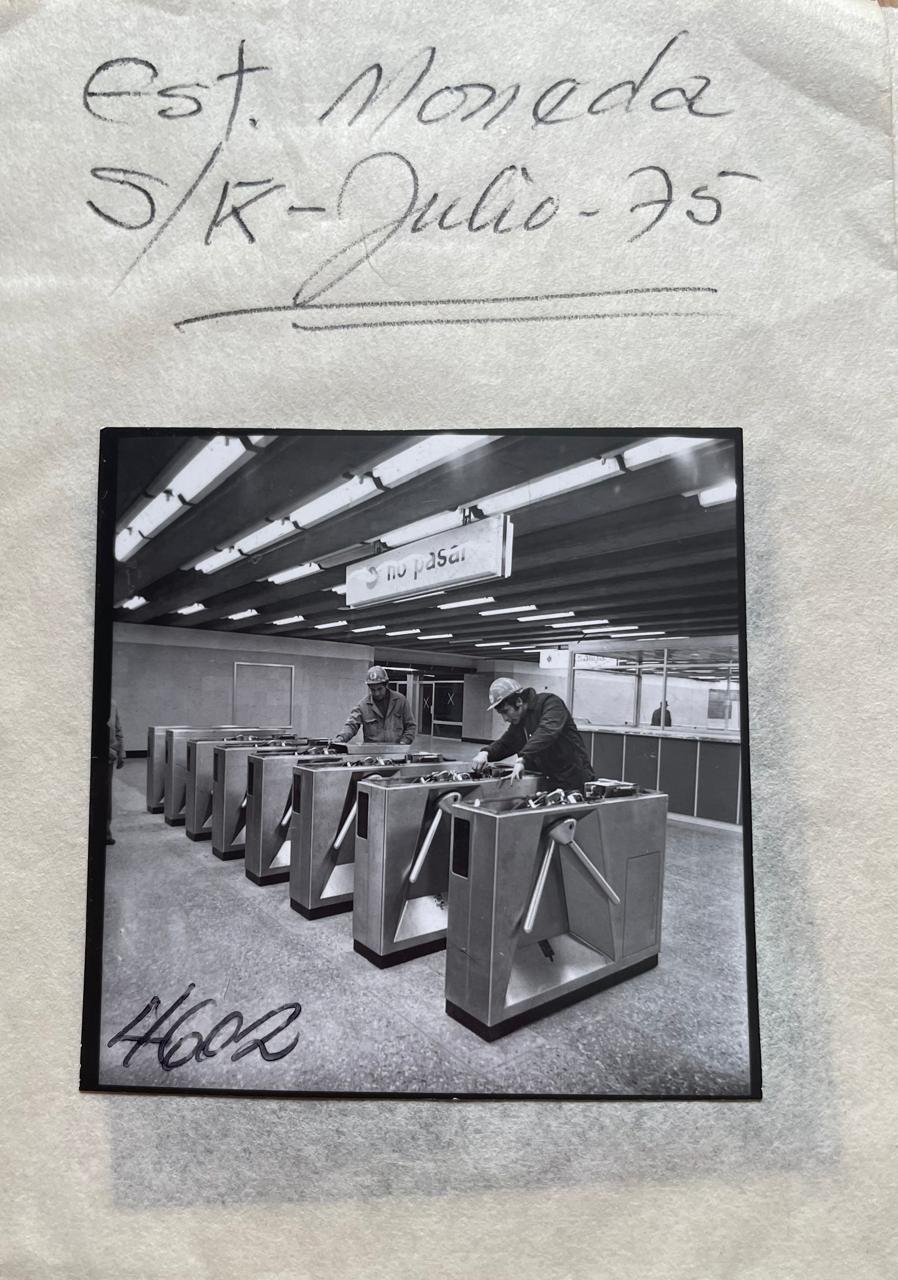 Est. Moneda
S/K-Julio-75
no pasar
4602